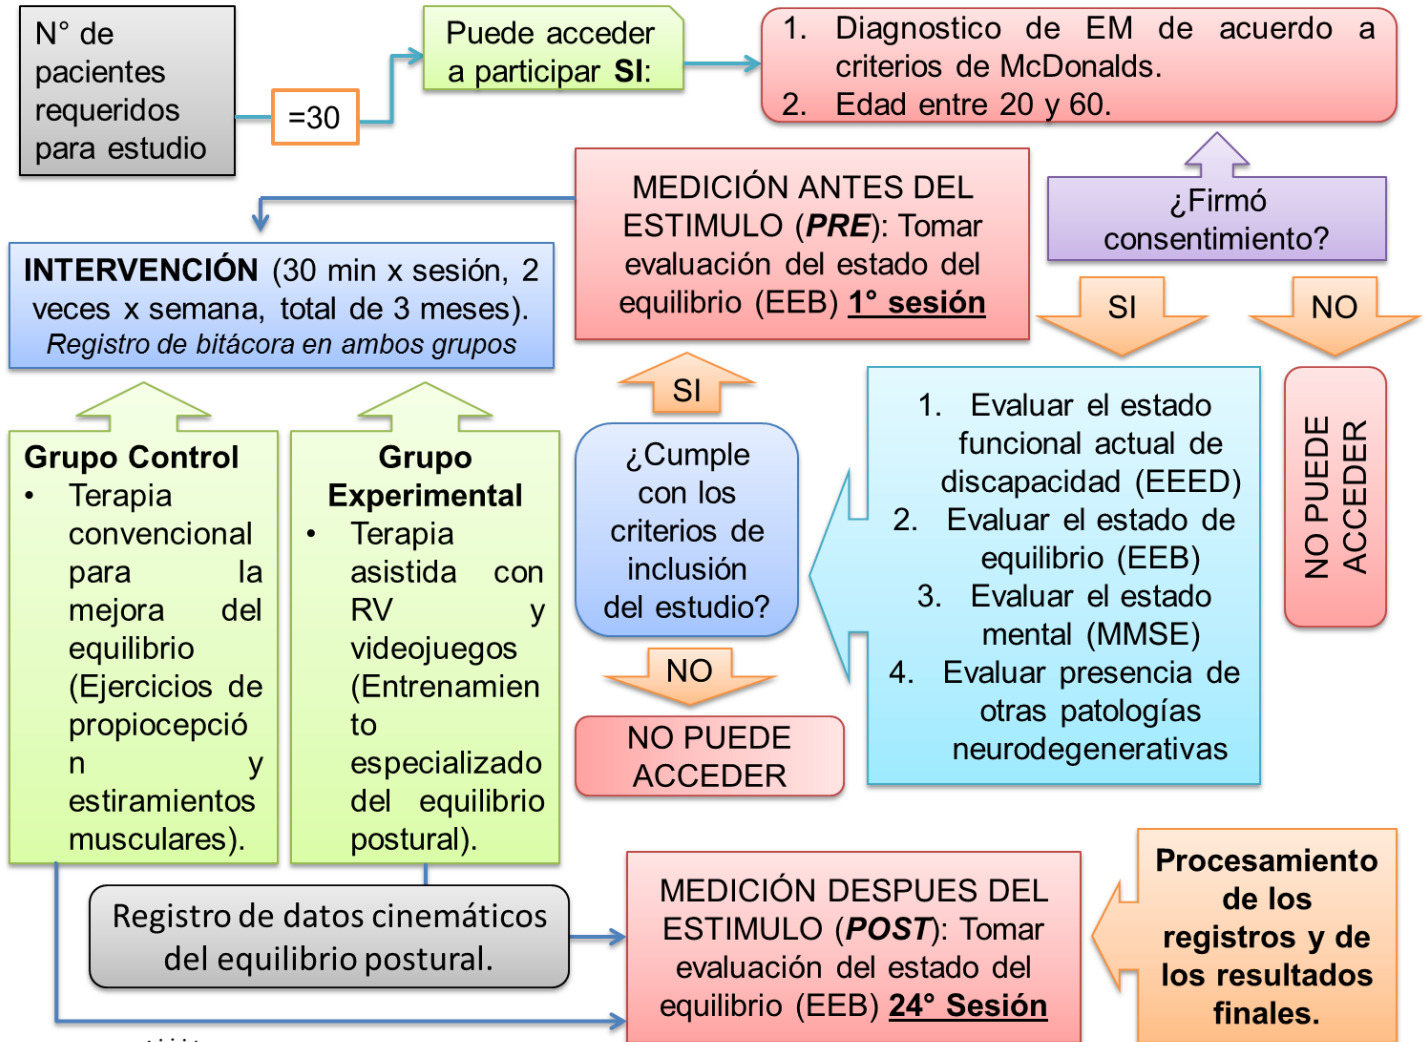 N° de
pacientes
requeridos
para estudio
=30
Puede acceder
a participar SI:
1. Diagnostico de EM de acuerdo a
criterios de McDonalds.
2. Edad entre 20 y 60.
¿Firmó
consentimiento?
SI
NO
NO PUEDE
ACCEDER
1. Evaluar el estado
funcional actual de
discapacidad (EEED)
2. Evaluar el estado de
equilibrio (EEB)
3. Evaluar el estado
mental (MMSE)
4. Evaluar presencia de
otras patologías
neurodegenerativas
¿Cumple
con los
criterios de
inclusión
del estudio?
SI
NO
NO PUEDE
ACCEDER
MEDICIÓN ANTES DEL
ESTIMULO (PRE): Tomar
evaluación del estado del
equilibrio (EEB) 1° sesión
INTERVENCIÓN (30 min x sesión, 2
veces x semana, total de 3 meses).
Registro de bitácora en ambos grupos
Grupo Control
• Terapia
convencional
para la
mejora del
equilibrio
(Ejercicios de
propiocepció
n y
estiramientos
musculares).
Grupo
Experimental
• Terapia
asistida con
RV y
videojuegos
(Entrenamien
to
especializado
del equilibrio
postural).
Registro de datos cinemáticos
del equilibrio postural.
MEDICIÓN DESPUES DEL
ESTIMULO (POST): Tomar
evaluación del estado del
equilibrio (EEB) 24° Sesión
Procesamiento
de los
registros y de
los resultados
finales.